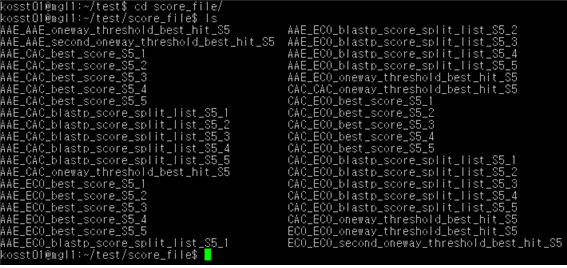 kosst01@mgl1:~/test$ cd score_file/
kosst01@mgl1:~/test/score_file$ ls
AAE_AAE_oneway_threshold_best_hit_S5 AAE_ECO_blastp_score_split_list_S5_2
AAE_AAE_second_oneway_threshold_best_hit_S5 AAE_ECO_blastp_score_split_list_S5_3
AAE_CAC_best_score_S5_1 AAE_ECO_blastp_score_split_list_S5_4
AAE_CAC_best_score_S5_2 AAE_ECO_blastp_score_split_list_S5_5
AAE_CAC_best_score_S5_3 AAE_ECO_oneway_threshold_best_hit_S5
AAE_CAC_best_score_S5_4 CAC_CAC_oneway_threshold_best_hit_S5
AAE_CAC_best_score_S5_5 CAC_ECO_best_score_S5_1
AAE_CAC_blastp_score_split_list_S5_1 CAC_ECO_best_score_S5_2
AAE_CAC_blastp_score_split_list_S5_2 CAC_ECO_best_score_S5_3
AAE_CAC_blastp_score_split_list_S5_3 CAC_ECO_best_score_S5_4
AAE_CAC_blastp_score_split_list_S5_4 CAC_ECO_best_score_S5_5
AAE_CAC_blastp_score_split_list_S5_5 CAC_ECO_blastp_score_split_list_S5_1
AAE_CAC_oneway_threshold_best_hit_S5 CAC_ECO_blastp_score_split_list_S5_2
AAE_ECO_best_score_S5_1 CAC_ECO_blastp_score_split_list_S5_3
AAE_ECO_best_score_S5_2 CAC_ECO_blastp_score_split_list_S5_4
AAE_ECO_best_score_S5_3 CAC_ECO_blastp_score_split_list_S5_5
AAE_ECO_best_score_S5_4 CAC_ECO_oneway_threshold_best_hit_S5
AAE_ECO_best_score_S5_5 ECO_ECO_oneway_threshold_best_hit_S5
AAE_ECO_blastp_score_split_list_S5_1 ECO_ECO_second_oneway_threshold_best_hit_S5
kosst01@mgl1:~/test/score_file$